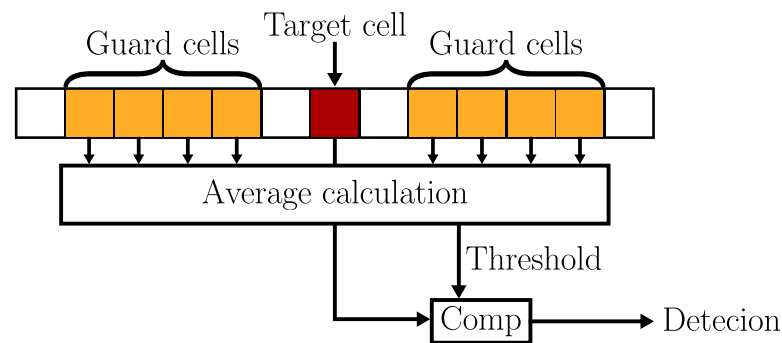 Target cell
Guard cells
Guard cells
Average calculation
Threshold
Comp
Detecion